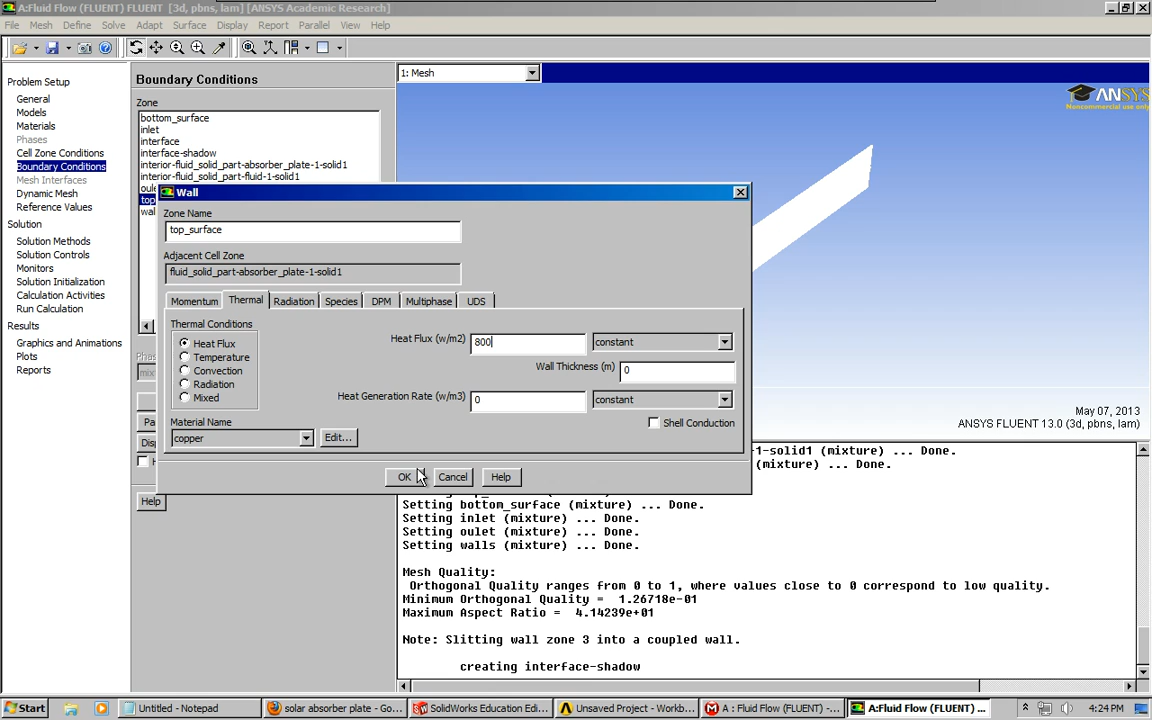 A:Fluid Flow (FLUENT) FLUENT [3d, pbns, lam] [ANSYS Academic Research]
File Mesh Define Solve Adapt Surface Display Report Parallel View Help
Problem Setup
General
Models
Materials
Phases
Cell Zone Conditions
Boundary Conditions
Mesh Interfaces
Dynamic Mesh
Reference Values
Solution
Solution Methods
Solution Controls
Monitors
Solution Initialization
Calculation Activities
Run Calculation
Results
Graphics and Animations
Plots
Reports
Boundary Conditions
Zone
bottom_surface
inlet
interface
interface-shadow
interior-fluid_solid_part-absorber_plate-1-solid1
interior-fluid_solid_part-fluid-1-solid1
Help
1: Mesh
ANSYS
Noncommercial use only
May 07, 2013
ANSYS FLUENT 13.0 (3d, pbns, lam)
Wall
Zone Name
top_surface
Adjacent Cell Zone
fluid_solid_part-absorber_plate-1-solid1
Momentum Thermal Radiation Species DPM Multiphase UDS
Thermal Conditions
Heat Flux
Temperature
Convection
Radiation
Mixed
Heat Flux (w/m2) 800 constant
Wall Thickness (m) 0
Heat Generation Rate (w/m3) 0 constant
Shell Conduction
Material Name
copper Edit...
OK Cancel Help
1-solid1 (mixture) ... Done.
(mixture) ... Done.
Setting bottom_surface (mixture) ... Done.
Setting inlet (mixture) ... Done.
Setting oulet (mixture) ... Done.
Setting walls (mixture) ... Done.
Mesh Quality:
Orthogonal Quality ranges from 0 to 1, where values close to 0 correspond to low quality.
Minimum Orthogonal Quality = 1.26718e-01
Maximum Aspect Ratio = 4.14239e+01
Note: Slitting wall zone 3 into a coupled wall.
creating interface-shadow
Start Untitled - Notepad solar absorber plate - Go... SolidWorks Education Edi... Unsaved Project - Workb... A : Fluid Flow (FLUENT) -... A:Fluid Flow (FLUENT) ... 4:24 PM